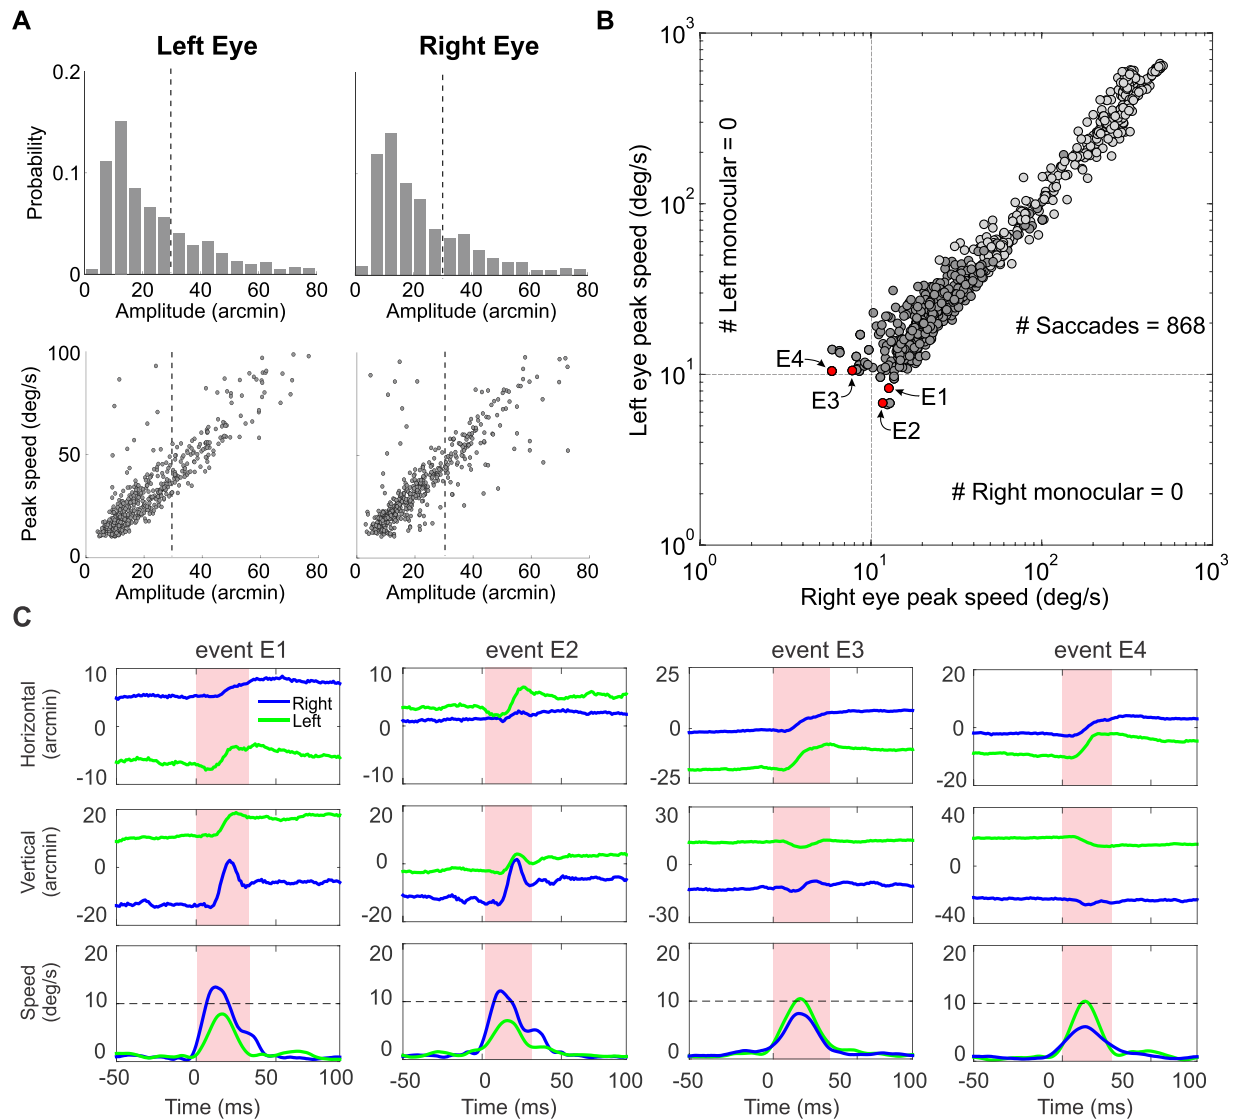 A
Left Eye
Right Eye
Probability
0.2
0.1
0
0 20 40 60 80
Amplitude (arcmin)
0 20 40 60 80
Amplitude (arcmin)
Peak speed (deg/s)
100
50
0
0 20 40 60 80
Amplitude (arcmin)
0 20 40 60 80
Amplitude (arcmin)
B
Left eye peak speed (deg/s)
10³
10²
10¹
10⁰
# Left monocular = 0
# Saccades = 868
E4
E3
E1
E2
# Right monocular = 0
10⁰ 10¹ 10² 10³
Right eye peak speed (deg/s)
C
event E1
event E2
event E3
event E4
Horizontal
(arcmin)
10
0
-10
Right
Left
10
0
-10
25
0
-25
20
0
-20
Vertical
(arcmin)
20
0
-20
20
0
-20
30
0
-30
40
0
-40
Speed
(deg/s)
20
10
0
20
10
0
20
10
0
20
10
0
-50 0 50 100
Time (ms)
-50 0 50 100
Time (ms)
-50 0 50 100
Time (ms)
-50 0 50 100
Time (ms)